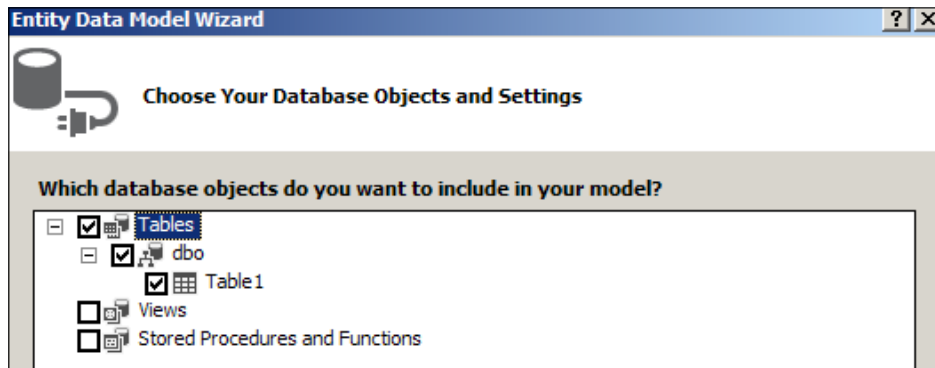 Entity Data Model Wizard
Choose Your Database Objects and Settings
Which database objects do you want to include in your model?
Tables
dbo
Table1
Views
Stored Procedures and Functions